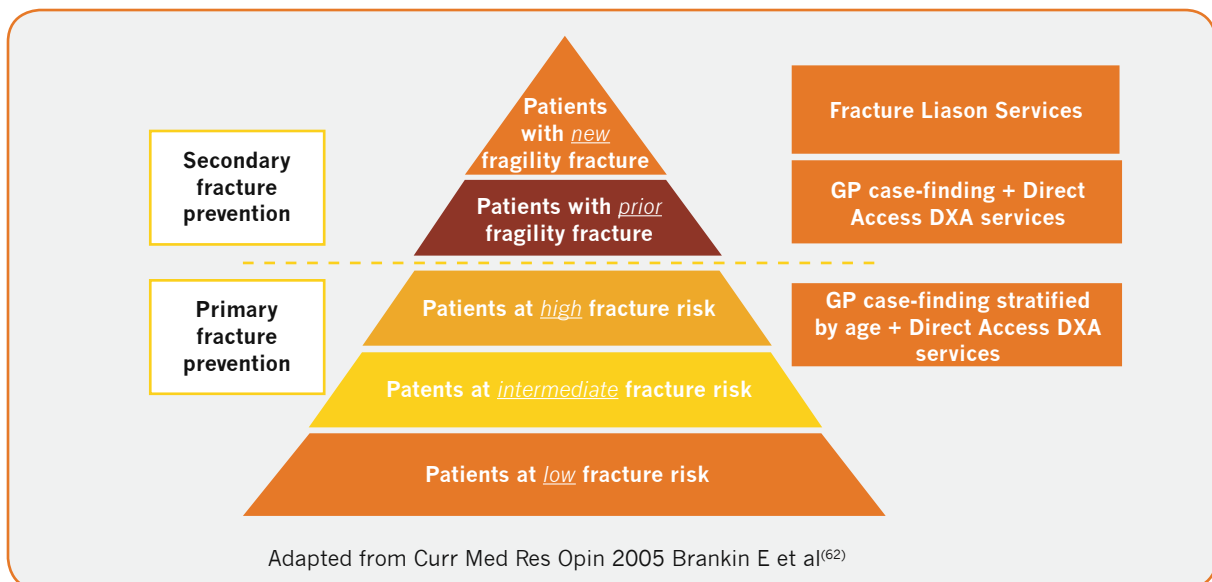 Patients
with new
fragility fracture
Fracture Liason Services
Secondary
fracture
prevention
Patients with prior
fragility fracture
GP case-finding + Direct
Access DXA services
Primary
fracture
prevention
Patients at high fracture risk
GP case-finding stratified
by age + Direct Access DXA
services
Patents at intermediate fracture risk
Patients at low fracture risk
Adapted from Curr Med Res Opin 2005 Brankin E et al(62)